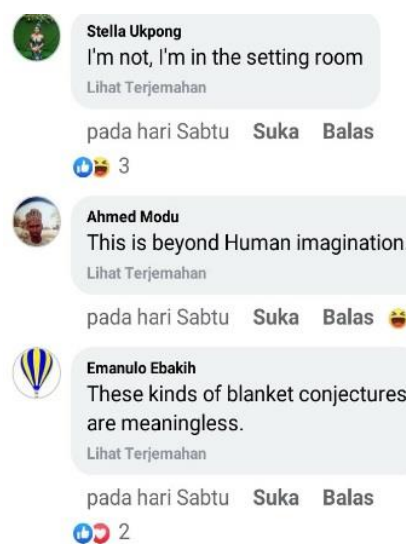 Stella Ukpong
I'm not, I'm in the setting room
Lihat Terjemahan
pada hari Sabtu Suka Balas
3
Ahmed Modu
This is beyond Human imagination
Lihat Terjemahan
pada hari Sabtu Suka Balas
Emanulo Ebakih
These kinds of blanket conjectures
are meaningless.
Lihat Terjemahan
pada hari Sabtu Suka Balas
2